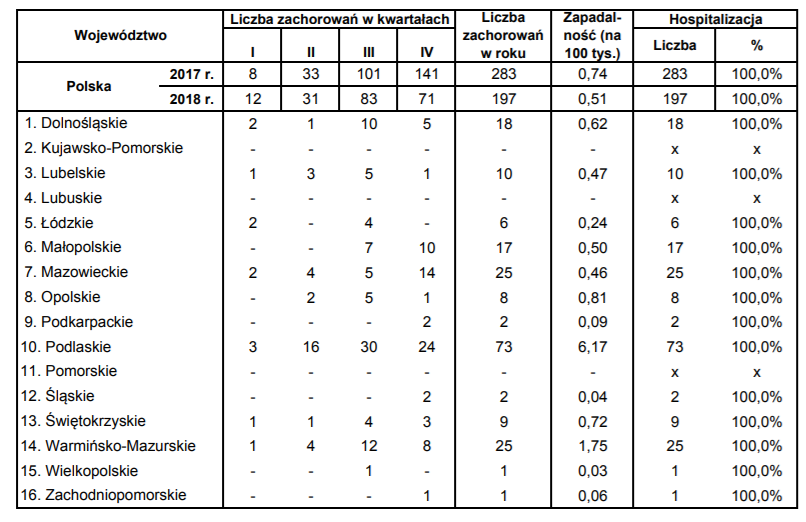 Województwo Liczba zachorowań w kwartałach Liczba zachorowań w roku Zapadal-ność (na 100 tys.) Hospitalizacja
I II III IV Liczba %
Polska 2017 r. 8 33 101 141 283 0,74 283 100,0%
2018 r. 12 31 83 71 197 0,51 197 100,0%
1. Dolnośląskie 2 1 10 5 18 0,62 18 100,0%
2. Kujawsko-Pomorskie - - - - - - x x
3. Lubelskie 1 3 5 1 10 0,47 10 100,0%
4. Lubuskie - - - - - - x x
5. Łódzkie 2 - 4 - 6 0,24 6 100,0%
6. Małopolskie - - 7 10 17 0,50 17 100,0%
7. Mazowieckie 2 4 5 14 25 0,46 25 100,0%
8. Opolskie - 2 5 1 8 0,81 8 100,0%
9. Podkarpackie - - - 2 2 0,09 2 100,0%
10. Podlaskie 3 16 30 24 73 6,17 73 100,0%
11. Pomorskie - - - - - - x x
12. Śląskie - - - 2 2 0,04 2 100,0%
13. Świętokrzyskie 1 1 4 3 9 0,72 9 100,0%
14. Warmińsko-Mazurskie 1 4 12 8 25 1,75 25 100,0%
15. Wielkopolskie - - 1 - 1 0,03 1 100,0%
16. Zachodniopomorskie - - - 1 1 0,06 1 100,0%